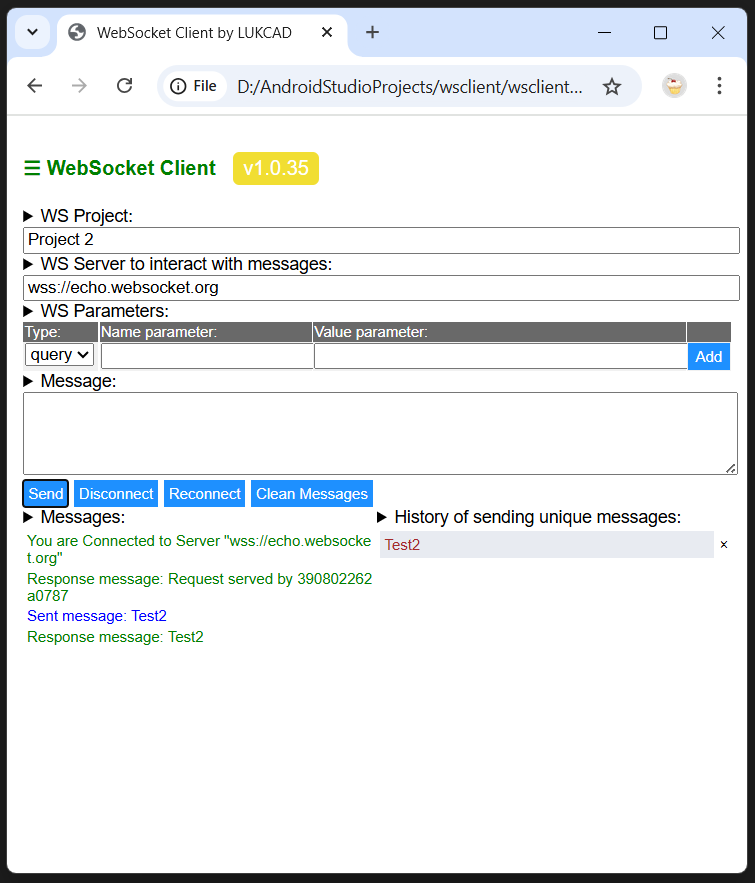 WebSocket Client by LUKCAD
File
D:/AndroidStudioProjects/wsclient/wsclient...
☰ WebSocket Client v1.0.35
WS Project:
Project 2
WS Server to interact with messages:
wss://echo.websocket.org
WS Parameters:
Type: Name parameter: Value parameter:
query Add
Message:
Send Disconnect Reconnect Clean Messages
Messages:
You are Connected to Server "wss://echo.websocke
t.org"
Response message: Request served by 390802262
a0787
Sent message: Test2
Response message: Test2
History of sending unique messages:
Test2 ×